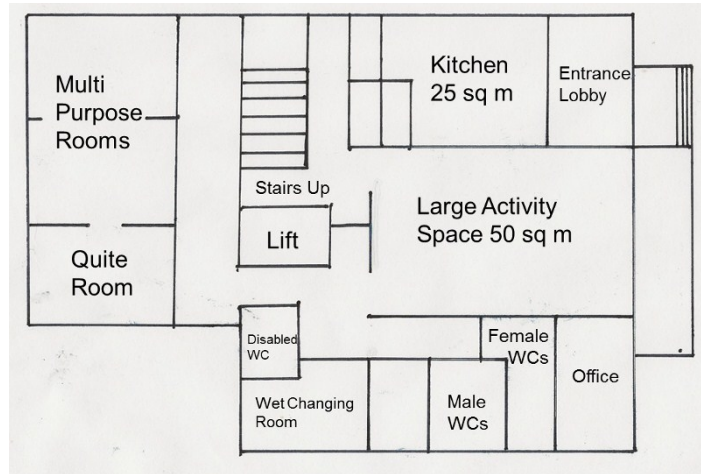 Multi
Purpose
Rooms
Kitchen
25 sq m
Entrance
Lobby
Stairs Up
Lift
Large Activity
Space 50 sq m
Quite
Room
Disabled
WC
Female
WCs
Office
Wet Changing
Room
Male
WCs